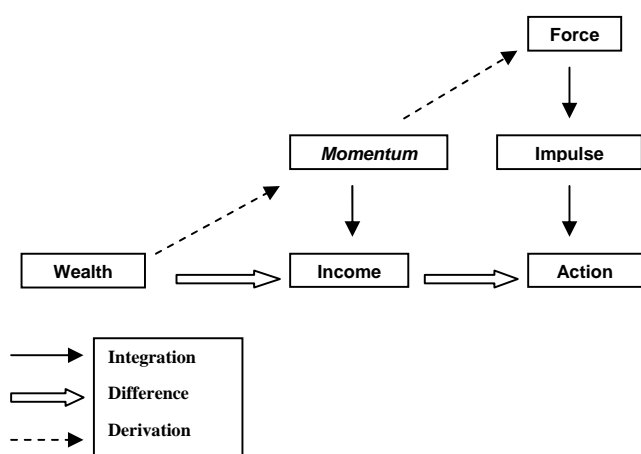 Force
Momentum
Impulse
Wealth
Income
Action
Integration
Difference
Derivation